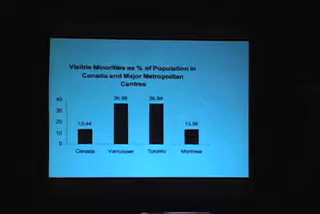 Visible Minorities as % of Population in
Canada and Major Metropolitan
Centres
40
30
20
10
0
13.44
36.86
36.84
13.56
Canada
Vancouver
Toronto
Montreal